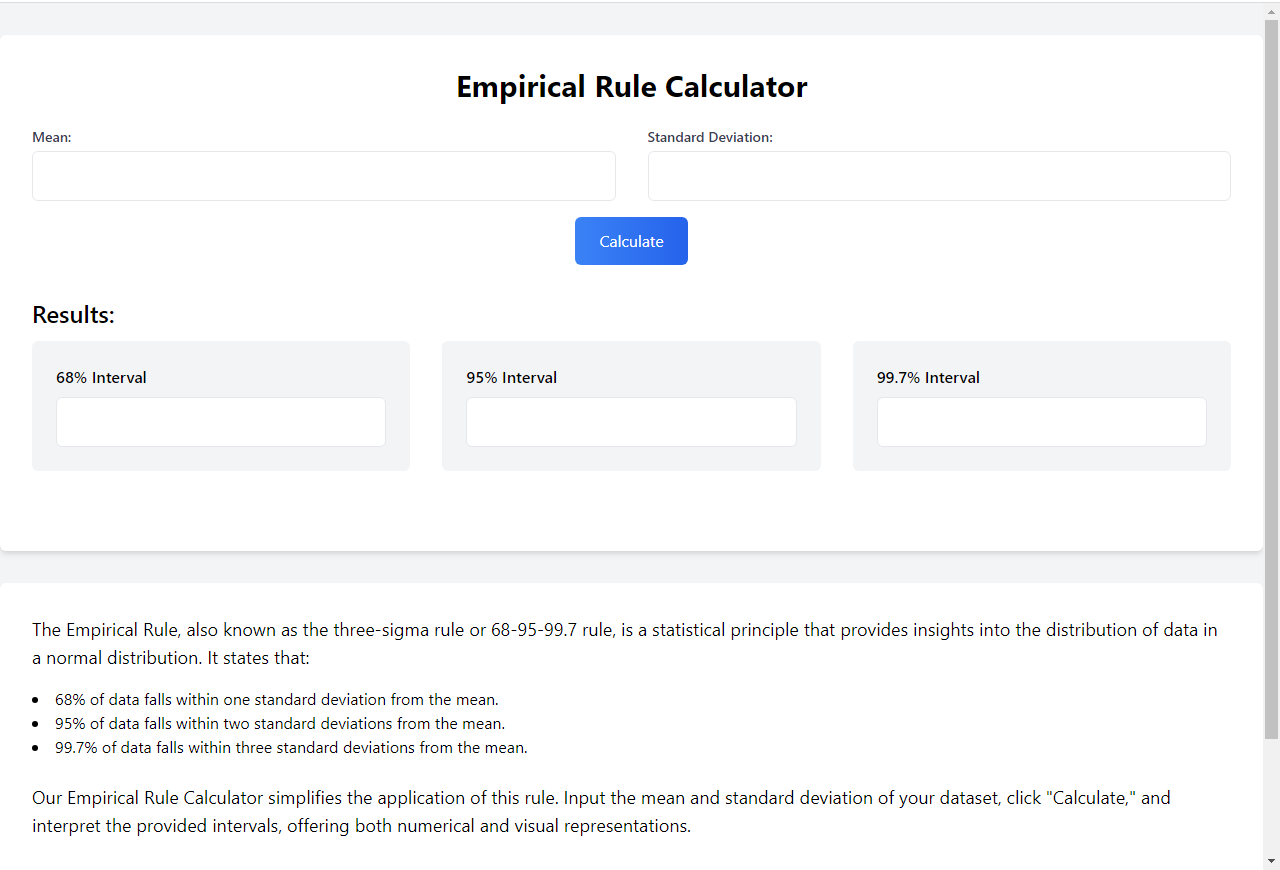 Empirical Rule Calculator
Mean:
Standard Deviation:
Calculate
Results:
68% Interval
95% Interval
99.7% Interval
The Empirical Rule, also known as the three-sigma rule or 68-95-99.7 rule, is a statistical principle that provides insights into the distribution of data in
a normal distribution. It states that:
• 68% of data falls within one standard deviation from the mean.
• 95% of data falls within two standard deviations from the mean.
• 99.7% of data falls within three standard deviations from the mean.
Our Empirical Rule Calculator simplifies the application of this rule. Input the mean and standard deviation of your dataset, click "Calculate," and
interpret the provided intervals, offering both numerical and visual representations.